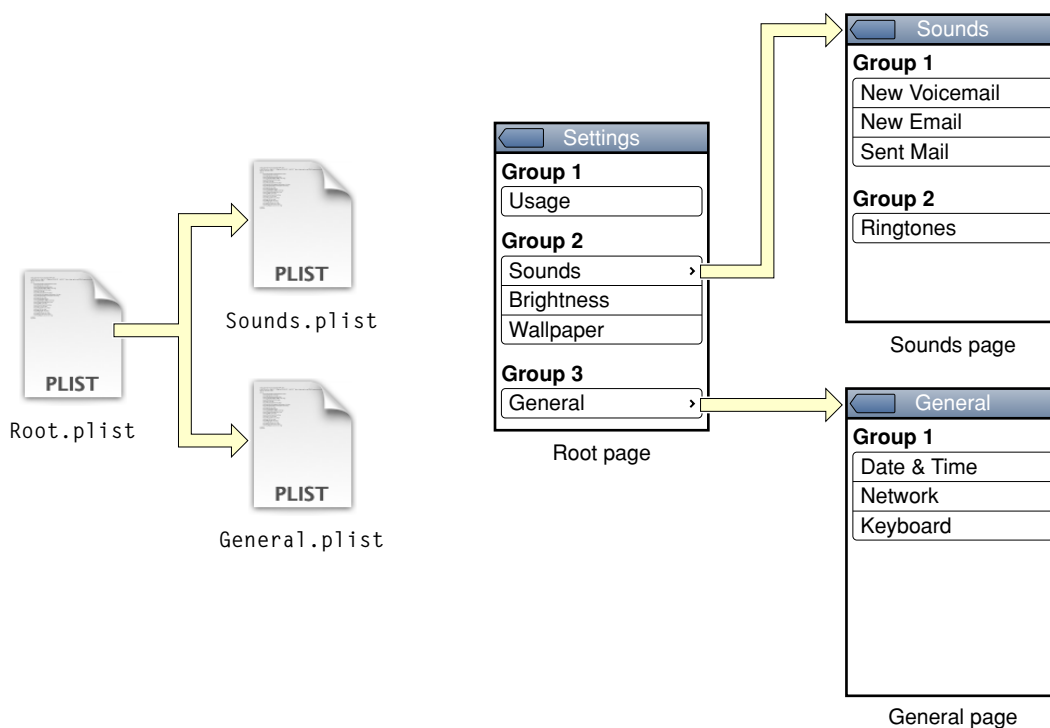 PLIST
Root.plist
PLIST
Sounds.plist
PLIST
General.plist
Settings
Group 1
Usage
Group 2
Sounds ›
Brightness
Wallpaper
Group 3
General ›
Root page
Sounds
Group 1
New Voicemail
New Email
Sent Mail
Group 2
Ringtones
Sounds page
General
Group 1
Date & Time
Network
Keyboard
General page